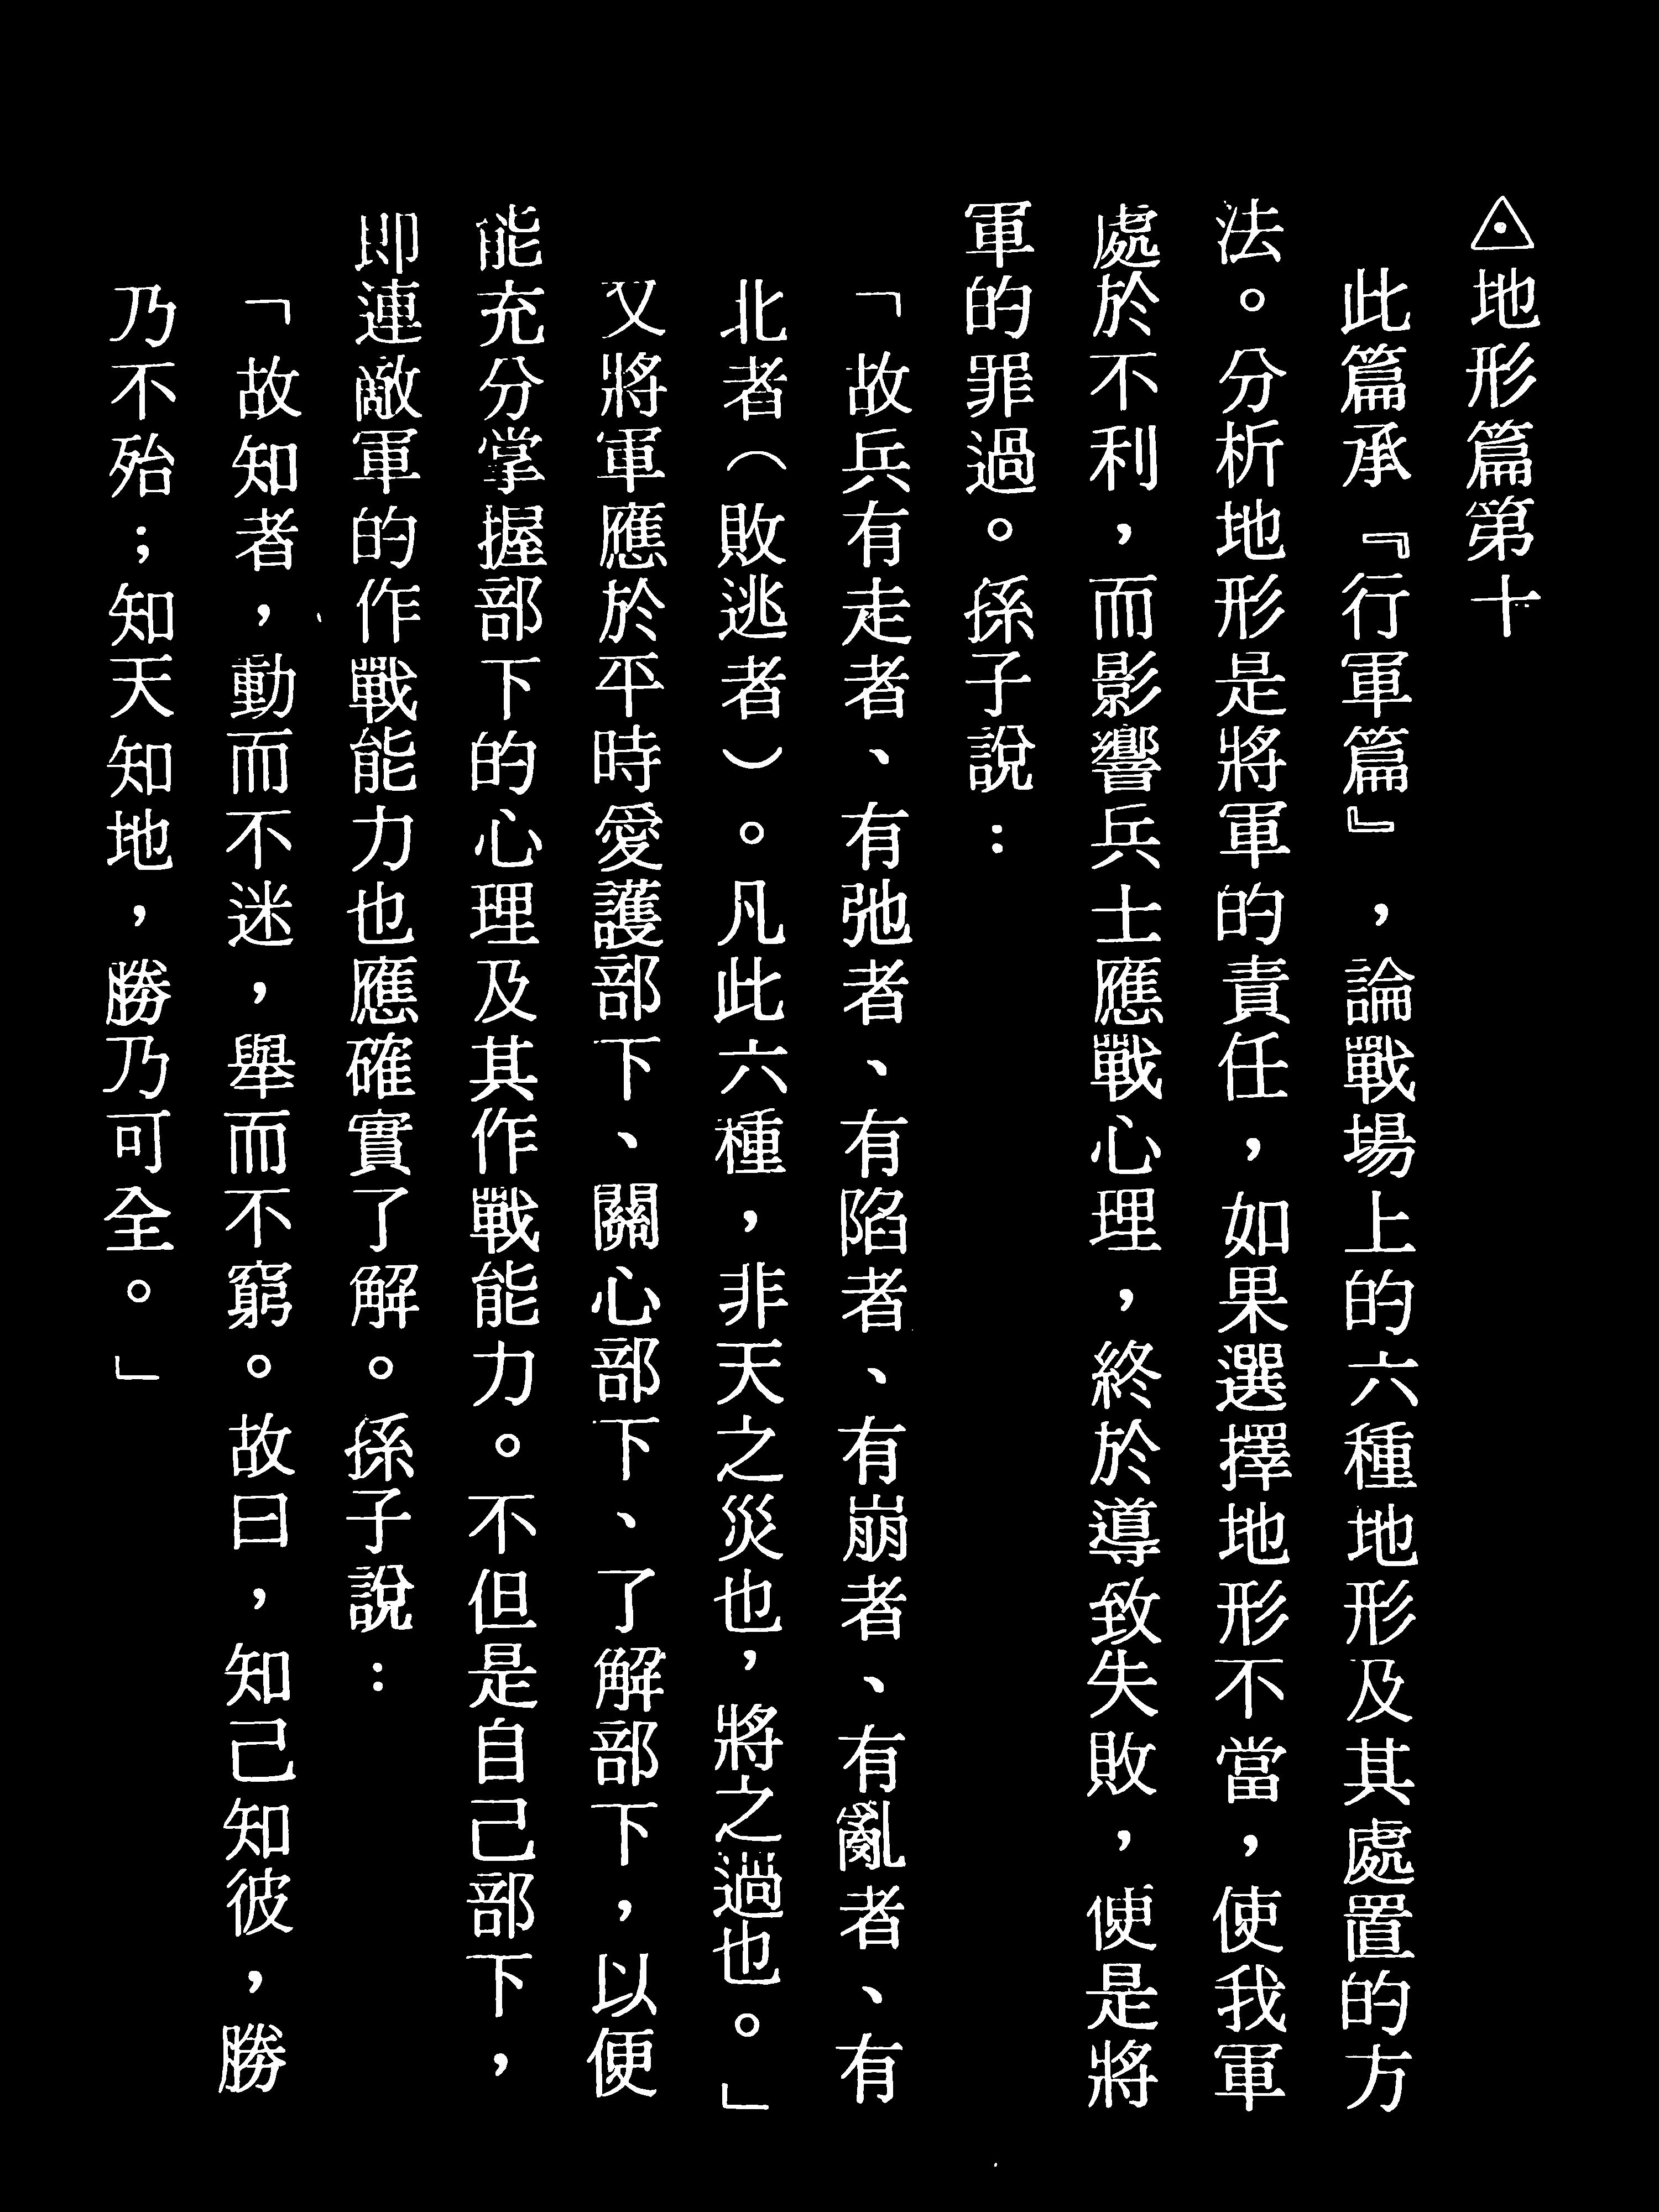 ◬地形篇第十
此篇承『行軍篇』，論戰場上的六種地形及其處置的方
法。分析地形是將軍的責任，如果選擇地形不當，使我軍
處於不利，而影響兵士應戰心理，終於導致失敗，便是將
軍的罪過。孫子說：
「故兵有走者、有弛者、有陷者、有崩者、有亂者、有
北者（敗逃者）。凡此六種，非天之災也，將之過也。」
又將軍應於平時愛護部下、關心部下、了解部下，以便
能充分掌握部下的心理及其作戰能力。不但是自己部下，
即連敵軍的作戰能力也應確實了解。孫子說：
「故知者，動而不迷，舉而不窮。故曰，知己知彼，勝
乃不殆；知天知地，勝乃可全。」